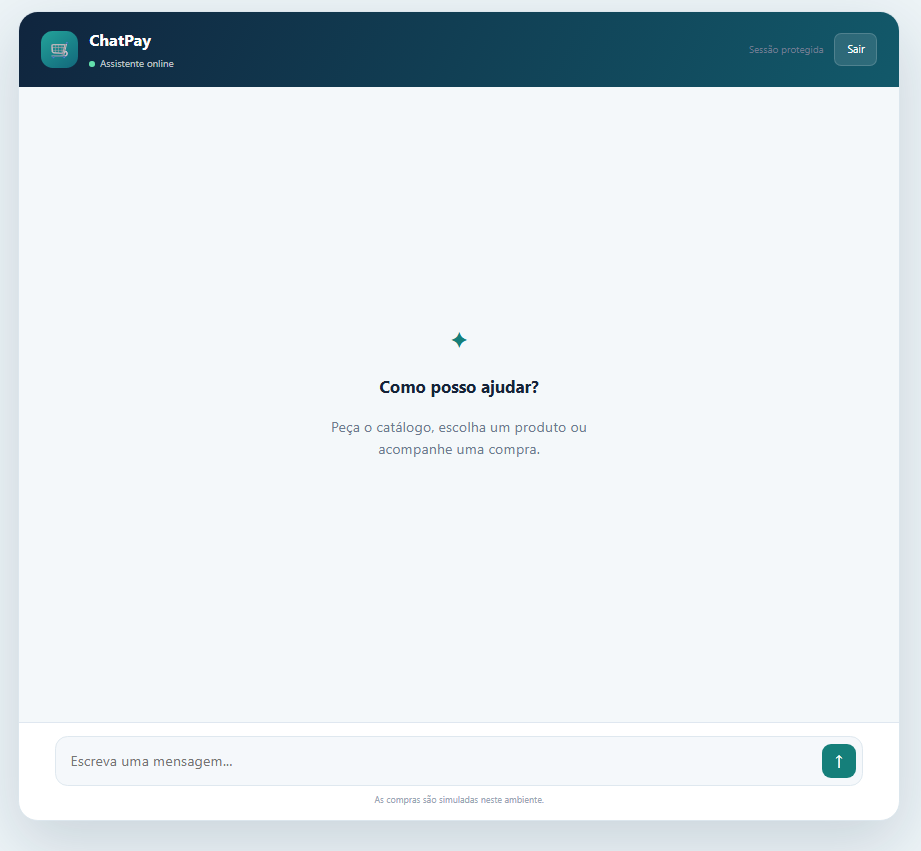 ChatPay
Assistente online
Sessão protegida
Sair
Como posso ajudar?
Peça o catálogo, escolha um produto ou
acompanhe uma compra.
Escreva uma mensagem...
As compras são simuladas neste ambiente.